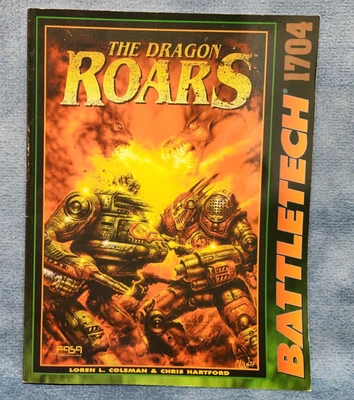 THE DRAGON
ROARS
BATTLETECH 1704
FASA
LOREN L. COLEMAN & CHRIS HARTFORD